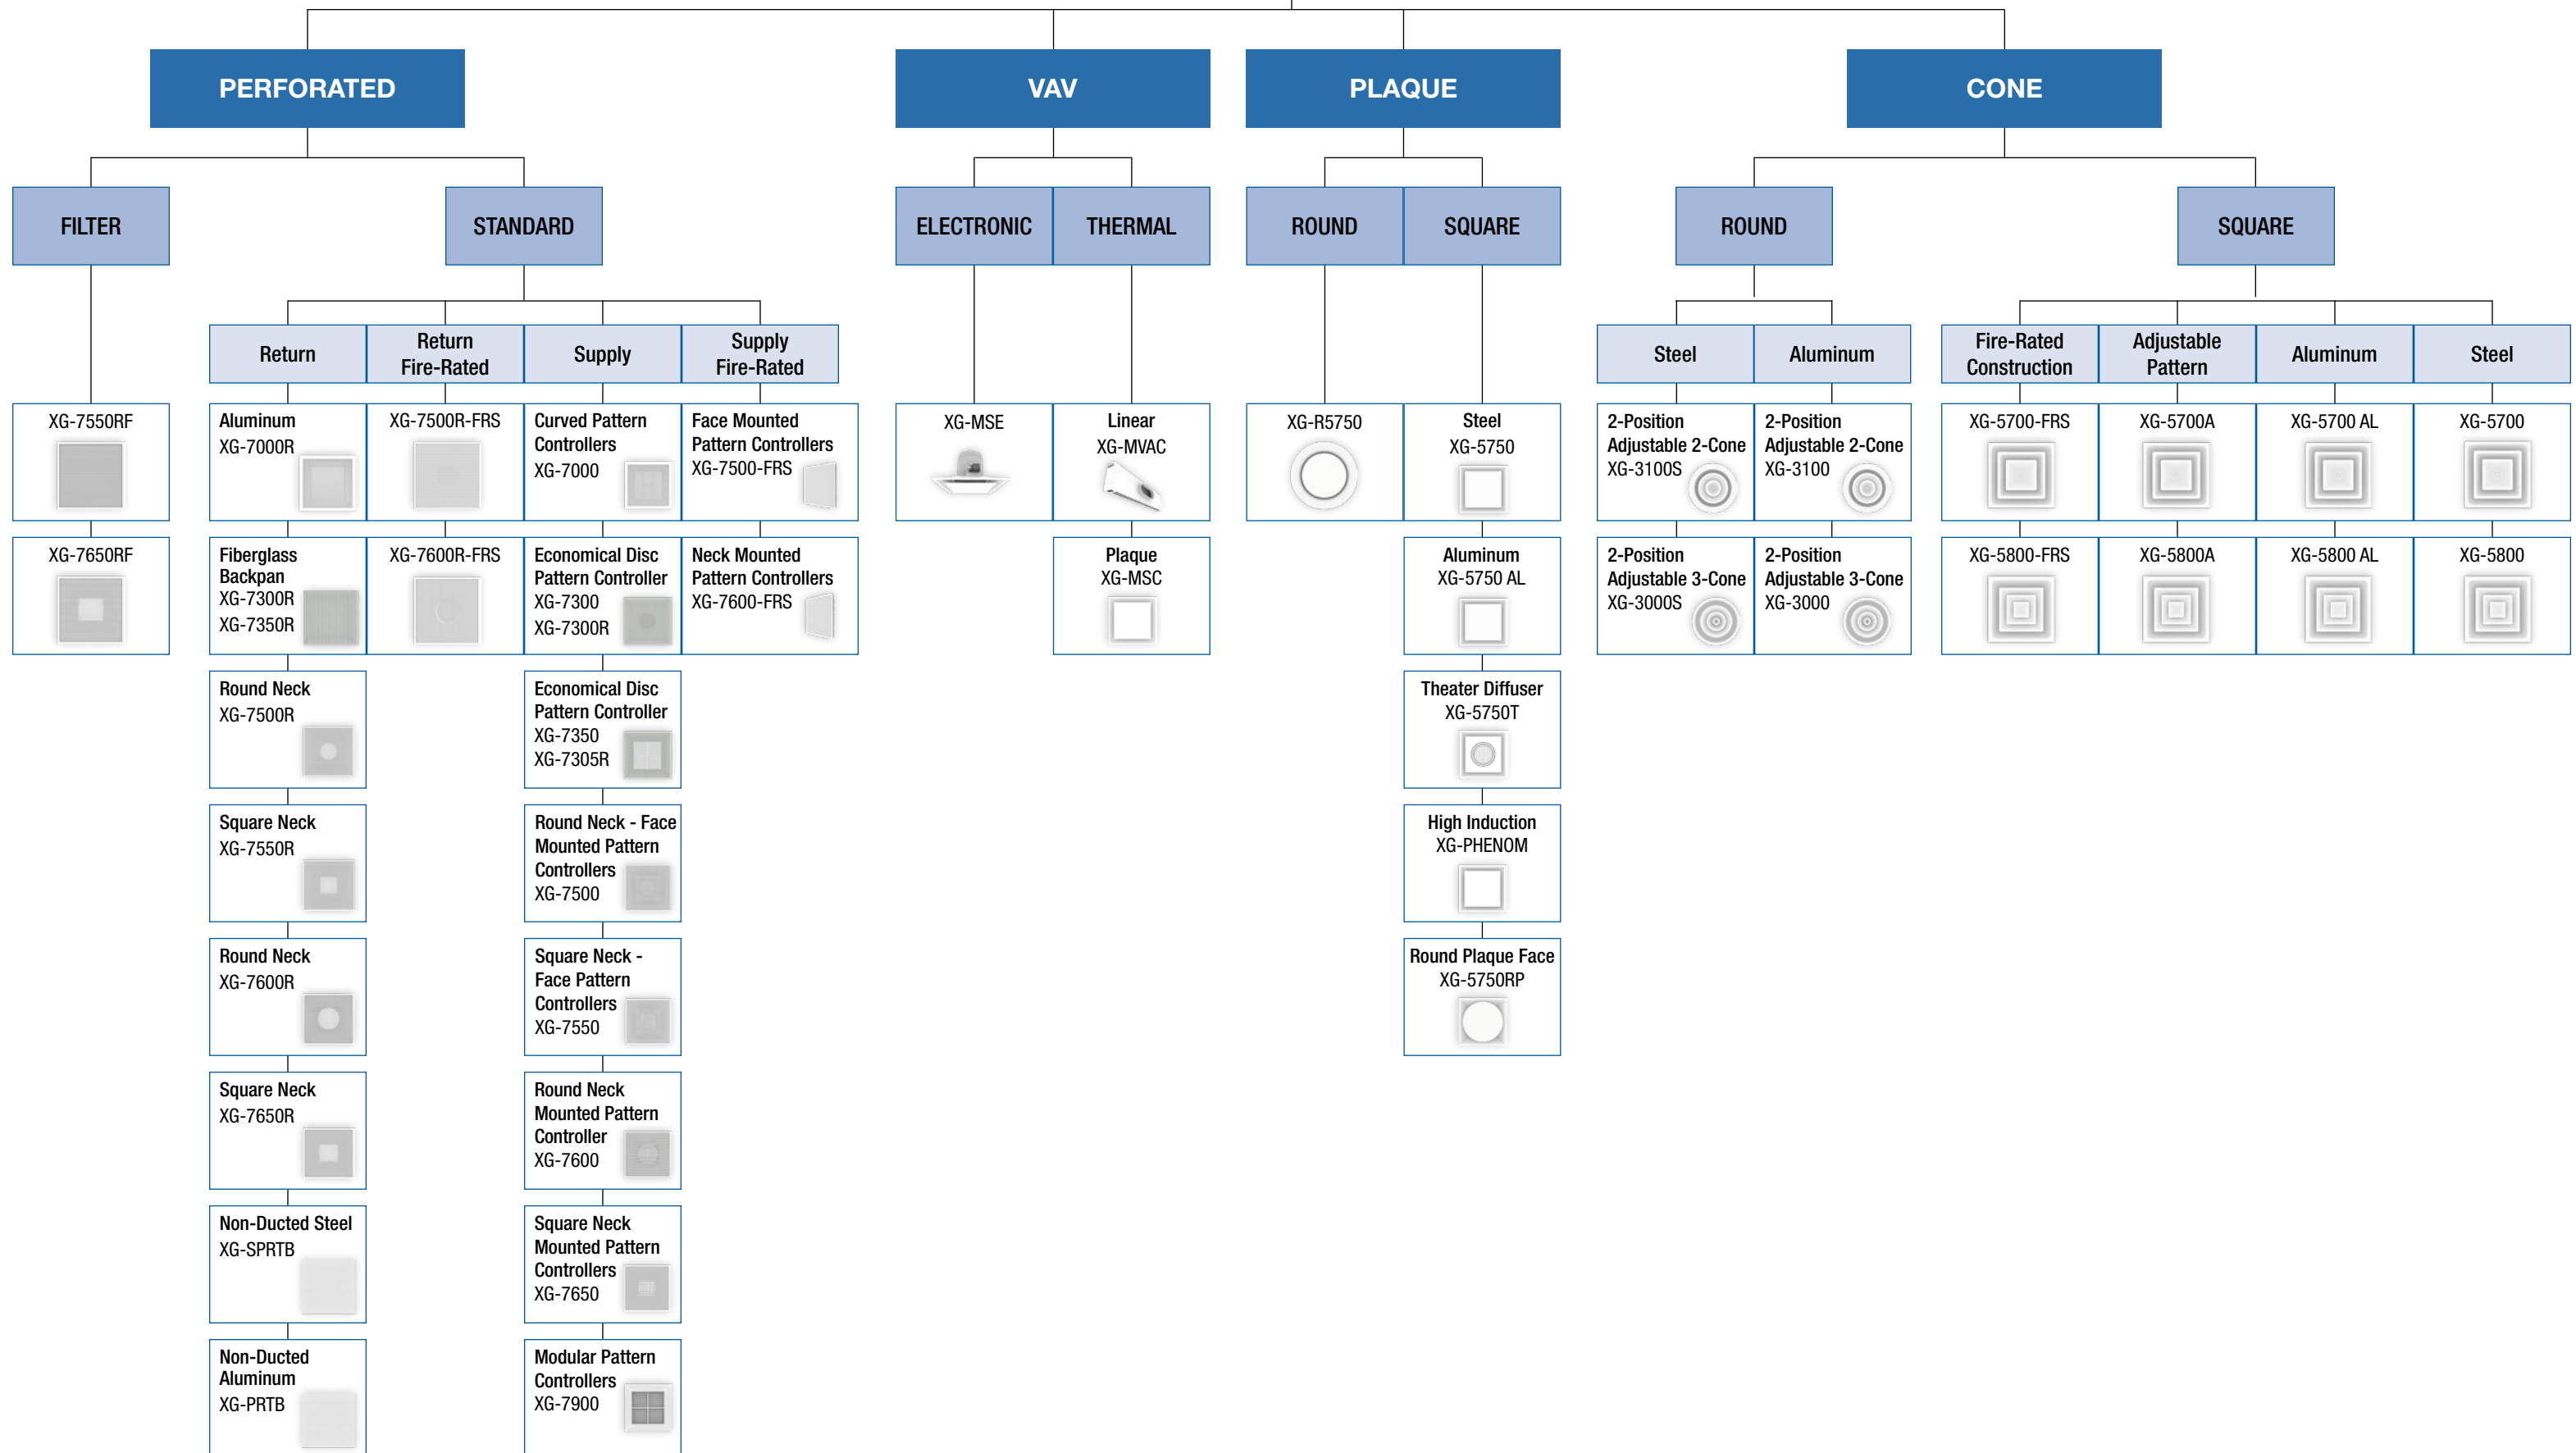 PERFORATED
VAV
PLAQUE
CONE
FILTER
STANDARD
ELECTRONIC
THERMAL
ROUND
SQUARE
ROUND
SQUARE
Return
Return
Fire-Rated
Supply
Supply
Fire-Rated
Steel
Aluminum
Fire-Rated
Construction
Adjustable
Pattern
Aluminum
Steel
XG-7550RF
XG-7650RF
Aluminum
XG-7000R
Fiberglass
Backpan
XG-7300R
XG-7350R
Round Neck
XG-7500R
Square Neck
XG-7550R
Round Neck
XG-7600R
Square Neck
XG-7650R
Non-Ducted Steel
XG-SPRTB
Non-Ducted
Aluminum
XG-PRTB
XG-7500R-FRS
XG-7600R-FRS
Curved Pattern
Controllers
XG-7000
Economical Disc
Pattern Controller
XG-7300
XG-7300R
Economical Disc
Pattern Controller
XG-7350
XG-7305R
Round Neck - Face
Mounted Pattern
Controllers
XG-7500
Square Neck -
Face Pattern
Controllers
XG-7550
Round Neck
Mounted Pattern
Controller
XG-7600
Square Neck
Mounted Pattern
Controllers
XG-7650
Modular Pattern
Controllers
XG-7900
Face Mounted
Pattern Controllers
XG-7500-FRS
Neck Mounted
Pattern Controllers
XG-7600-FRS
XG-MSE
Linear
XG-MVAC
Plaque
XG-MSC
XG-R5750
Steel
XG-5750
Aluminum
XG-5750 AL
Theater Diffuser
XG-5750T
High Induction
XG-PHENOM
Round Plaque Face
XG-5750RP
2-Position
Adjustable 2-Cone
XG-3100S
2-Position
Adjustable 3-Cone
XG-3000S
2-Position
Adjustable 2-Cone
XG-3100
2-Position
Adjustable 3-Cone
XG-3000
XG-5700-FRS
XG-5800-FRS
XG-5700A
XG-5800A
XG-5700 AL
XG-5800 AL
XG-5700
XG-5800